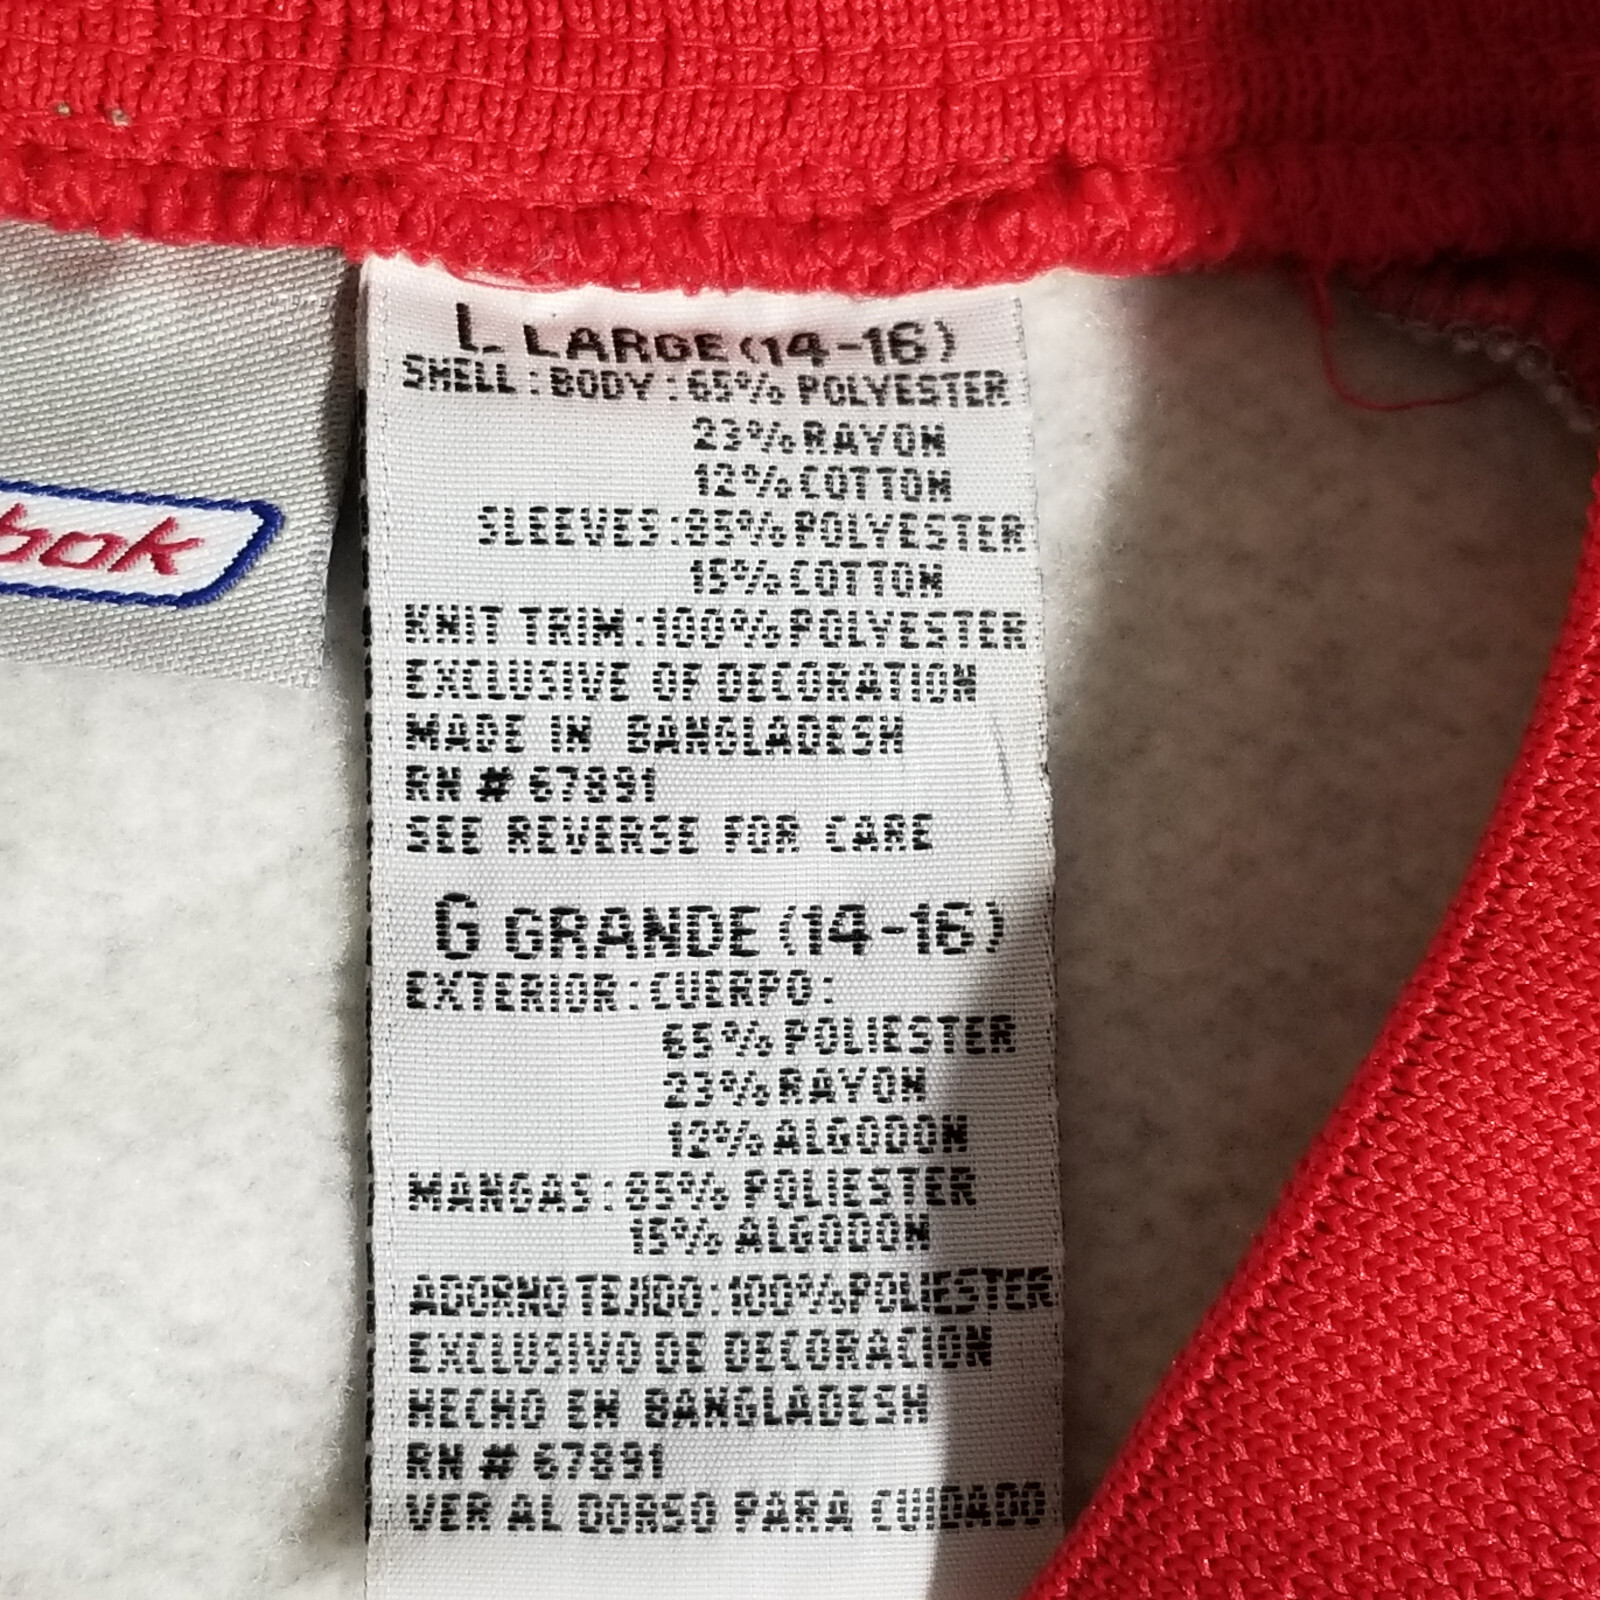 bok
L LARGE (14-16)
SHELL : BODY : 65% POLYESTER
23% RAYON
12% COTTON
SLEEVES : 85% POLYESTER
15% COTTON
KNIT TRIM : 100% POLYESTER
EXCLUSIVE OF DECORATION
MADE IN BANGLADESH
RN # 67891
SEE REVERSE FOR CARE
G GRANDE (14-16)
EXTERIOR : CUERPO :
65% POLIESTER
23% RAYON
12% ALGODON
MANGAS : 85% POLIESTER
15% ALGODON
ADORNO TEJIDO : 100% POLIESTER
EXCLUSIVO DE DECORACION
HECHO EN BANGLADESH
RN # 67891
VER AL DORSO PARA CUIDADO